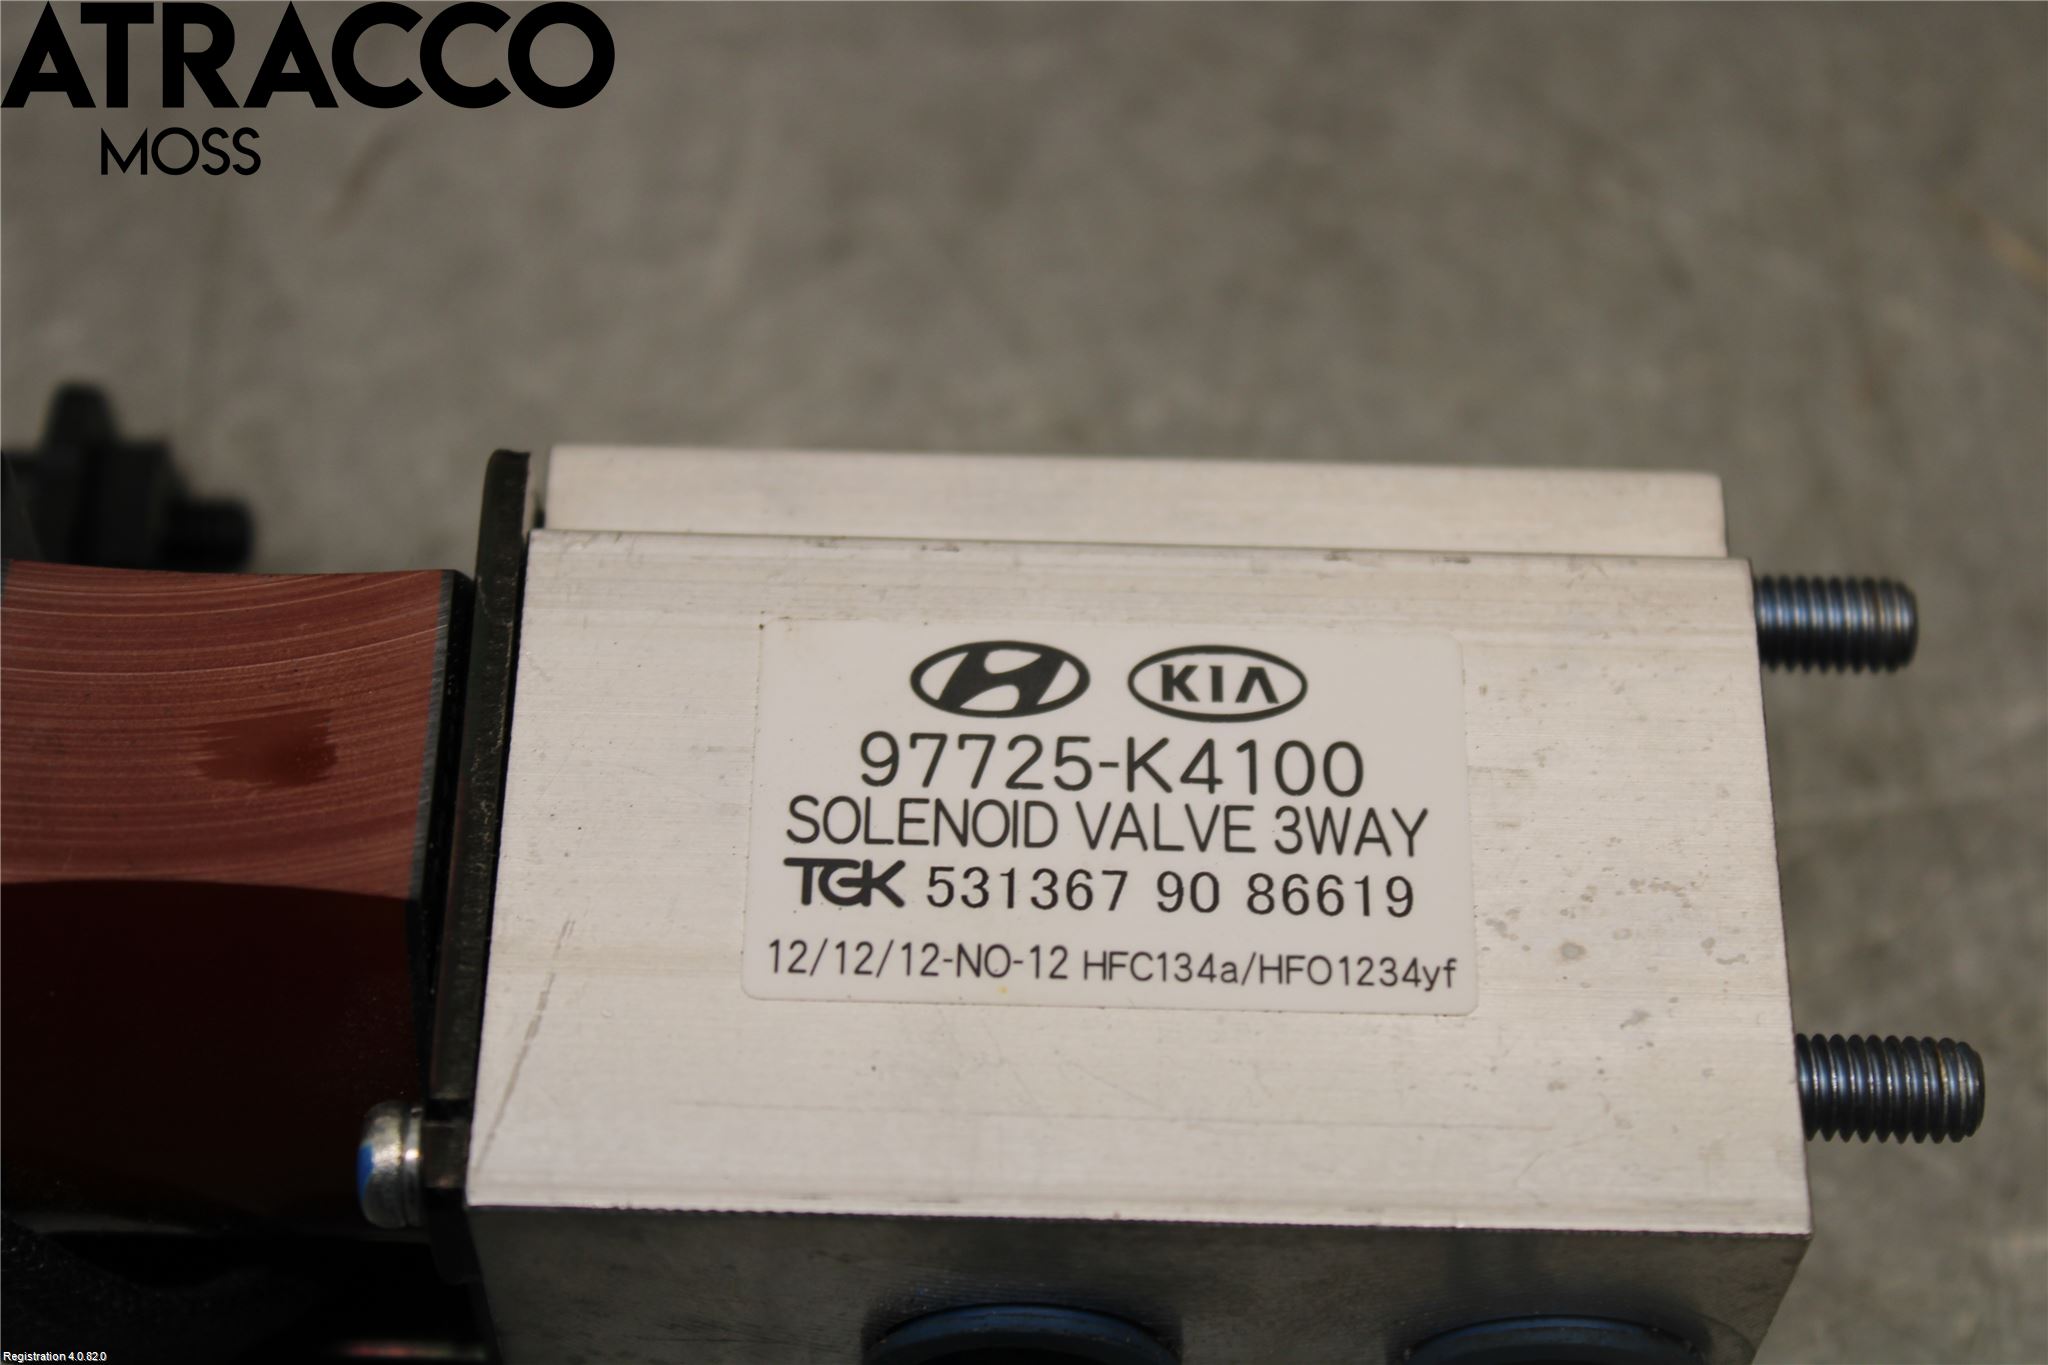 ATRACCO
MOSS
KIA
97725-K4100
SOLENOID VALVE 3WAY
TGK 531367 90 86619
12/12/12-NO-12 HFC134a/HFO1234yf
Registration 4.0.82.0